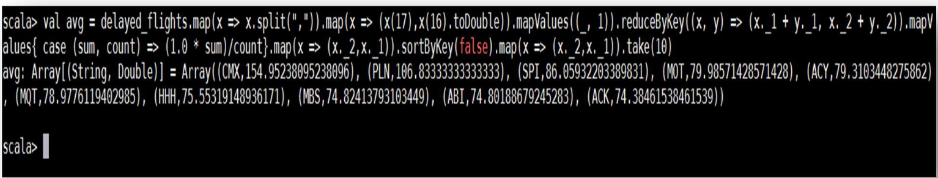 scala> val avg = delayed_flights.map(x => x.split(",")).map(x => (x(17),x(16).toDouble)).mapValues((_, 1)).reduceByKey((x, y) => (x._1 + y._1, x._2 + y._2)).mapV
alues{ case (sum, count) => (1.0 * sum)/count}.map(x => (x._2,x._1)).sortByKey(false).map(x => (x._2,x._1)).take(10)
avg: Array[(String, Double)] = Array((CMX,154.95238095238096), (PLN,106.83333333333333), (SPI,86.05932203389831), (MOT,79.98571428571428), (ACY,79.3103448275862)
, (MQT,78.9776119402985), (HHH,75.55319148936171), (MBS,74.82413793103449), (ABI,74.80188679245283), (ACK,74.38461538461539))
scala>